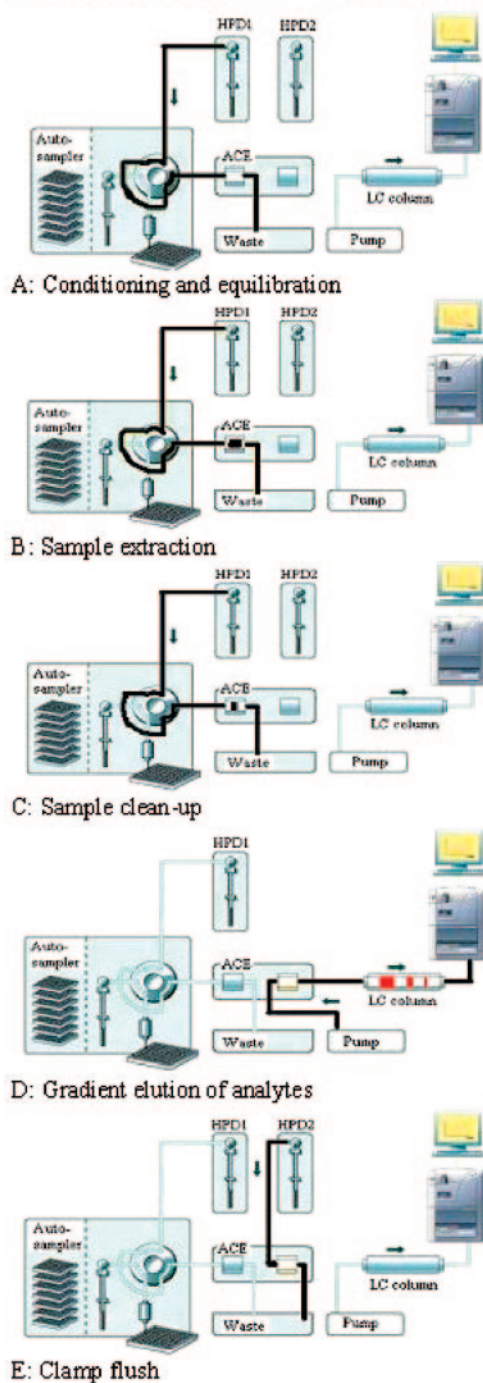 HPD1 HPD2
Auto-
sampler
ACE
LC column
Waste
Pump
A: Conditioning and equilibration
HPD1 HPD2
Auto-
sampler
ACE
LC column
Waste
Pump
B: Sample extraction
HPD1 HPD2
Auto-
sampler
ACE
LC column
Waste
Pump
C: Sample clean-up
HPD1
Auto-
sampler
ACE
LC column
Waste
Pump
D: Gradient elution of analytes
HPD1 HPD2
Auto-
sampler
ACE
LC column
Waste
Pump
E: Clamp flush